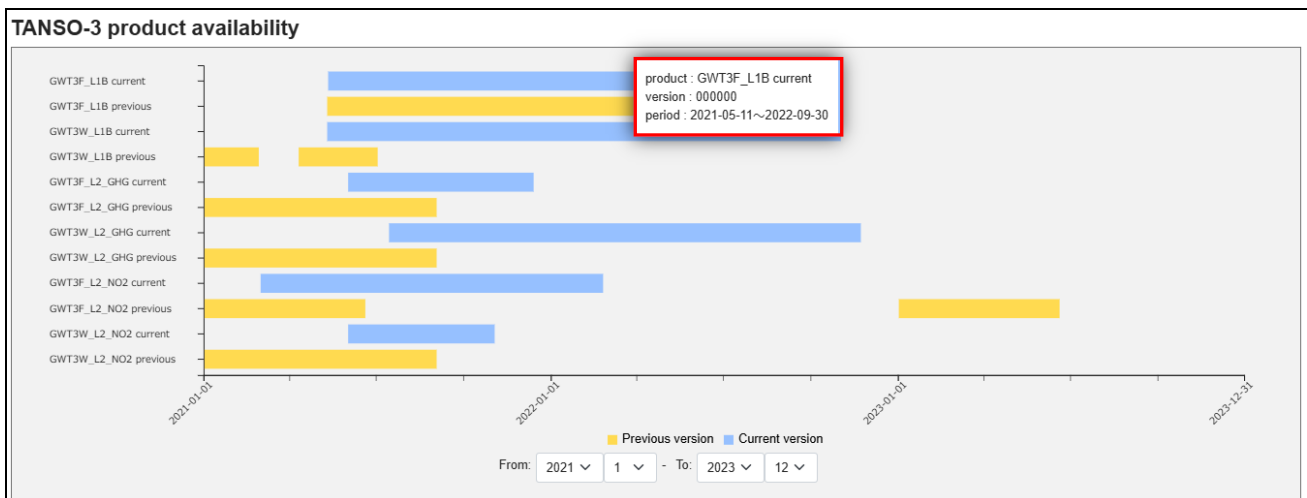 TANSO-3 product availability
GWT3F_L1B current
GWT3F_L1B previous
GWT3W_L1B current
GWT3W_L1B previous
GWT3F_L2_GHG current
GWT3F_L2_GHG previous
GWT3W_L2_GHG current
GWT3W_L2_GHG previous
GWT3F_L2_NO2 current
GWT3F_L2_NO2 previous
GWT3W_L2_NO2 current
GWT3W_L2_NO2 previous
product : GWT3F_L1B current
version : 000000
period : 2021-05-11～2022-09-30
2021-01-01
2022-01-01
2023-01-01
2023-12-31
Previous version Current version
From: 2021 1 - To: 2023 12